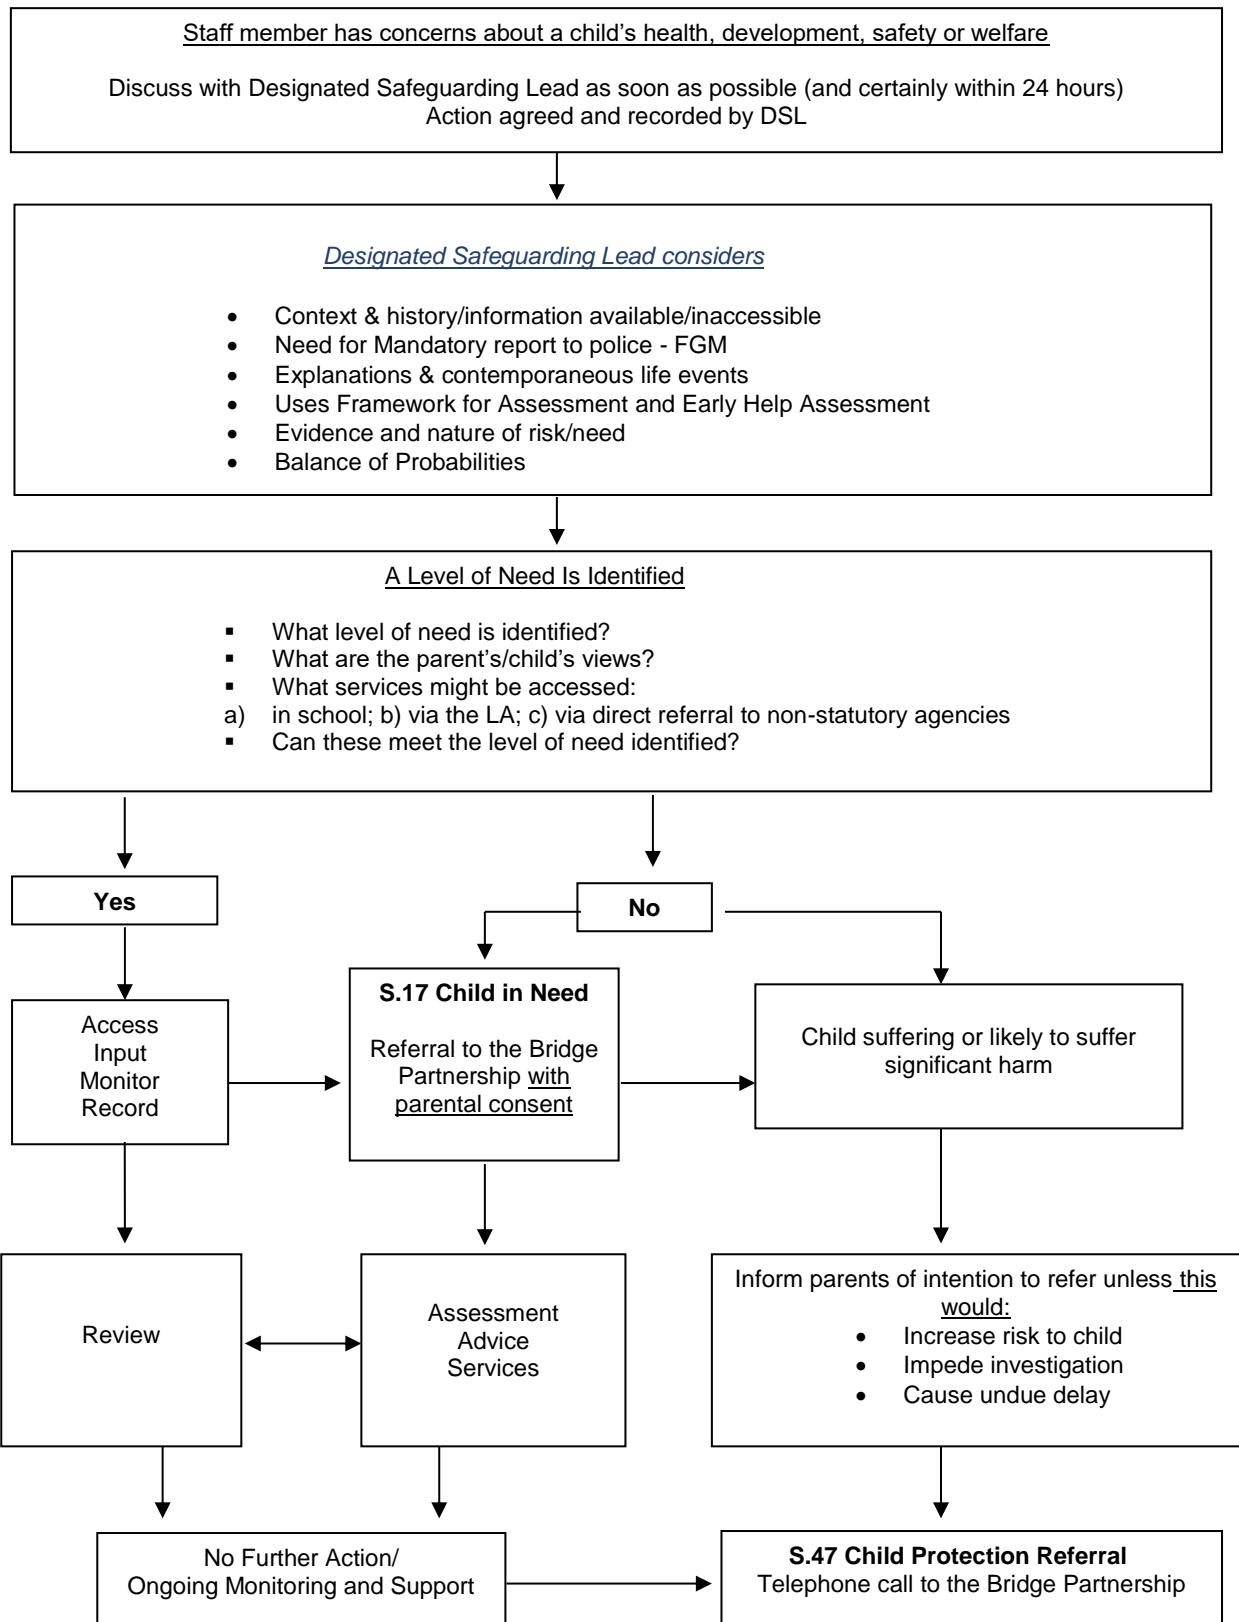 Staff member has concerns about a child’s health, development, safety or welfare
Discuss with Designated Safeguarding Lead as soon as possible (and certainly within 24 hours)
Action agreed and recorded by DSL
Designated Safeguarding Lead considers
• Context & history/information available/inaccessible
• Need for Mandatory report to police - FGM
• Explanations & contemporaneous life events
• Uses Framework for Assessment and Early Help Assessment
• Evidence and nature of risk/need
• Balance of Probabilities
A Level of Need Is Identified
▪ What level of need is identified?
▪ What are the parent’s/child’s views?
▪ What services might be accessed:
a) in school; b) via the LA; c) via direct referral to non-statutory agencies
▪ Can these meet the level of need identified?
Yes
No
Access
Input
Monitor
Record
S.17 Child in Need
Referral to the Bridge
Partnership with
parental consent
Child suffering or likely to suffer
significant harm
Review
Assessment
Advice
Services
Inform parents of intention to refer unless this
would:
• Increase risk to child
• Impede investigation
• Cause undue delay
No Further Action/
Ongoing Monitoring and Support
S.47 Child Protection Referral
Telephone call to the Bridge Partnership